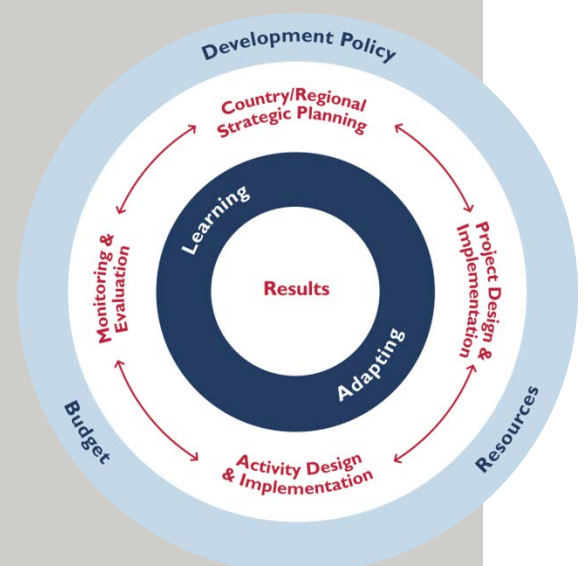 Development Policy
Country/Regional
Strategic Planning
Learning
Monitoring &
Evaluation
Results
Project Design &
Implementation
Adapting
Budget
Resources
Activity Design
& Implementation